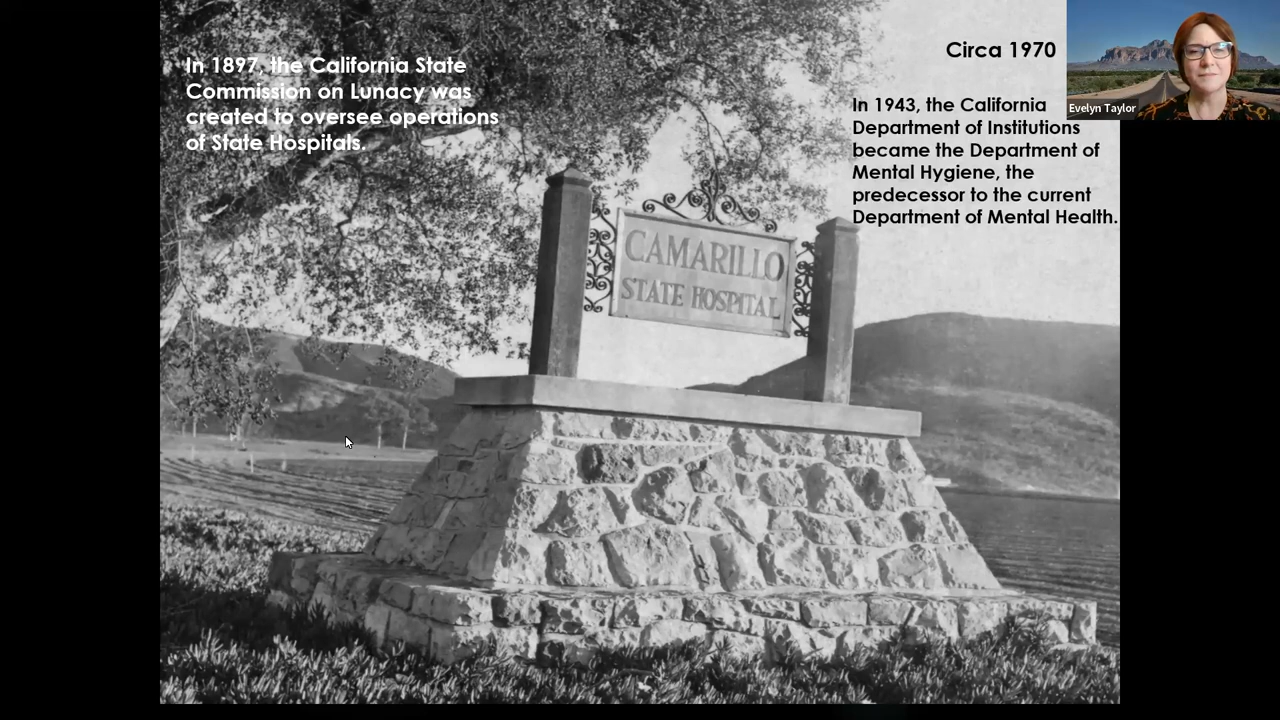 In 1897, the California State
Commission on Lunacy was
created to oversee operations
of State Hospitals.
Circa 1970
In 1943, the California
Department of Institutions
became the Department of
Mental Hygiene, the
predecessor to the current
Department of Mental Health.
Evelyn Taylor
CAMARILLO
STATE HOSPITAL